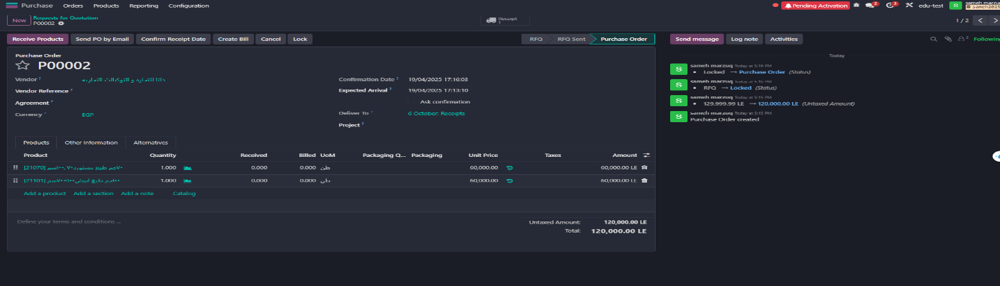 Purchase Orders Products Reporting Configuration
Pending Activation 2 3 edu-test S sameh marzuq
New Requests for Quotation
P00002
Receipt
1
1 / 2
Receive Products Send PO by Email Confirm Receipt Date Create Bill Cancel Lock
RFQ RFQ Sent Purchase Order
Purchase Order
P00002
Vendor ?
Vendor Reference ?
Agreement ?
Currency ? EGP
Confirmation Date ? 19/04/2025 17:16:03
Expected Arrival ? 19/04/2025 17:13:10
Ask confirmation
Deliver To ? 6 October: Receipts
Project ?
Products Other Information Alternatives
Product Quantity Received Billed UoM Packaging Q... Packaging Unit Price Taxes Amount
[21070] 1.000 0.000 0.000 طن 60,000.00 60,000.00 LE
[21101] 1.000 0.000 0.000 طن 60,000.00 60,000.00 LE
Add a product Add a section Add a note Catalog
Define your terms and conditions ...
Untaxed Amount: 120,000.00 LE
Total: 120,000.00 LE
Send message Log note Activities
2 Following
Today
S sameh marzuq Today at 5:16 PM
• Locked → Purchase Order (Status)
S sameh marzuq Today at 5:16 PM
• RFQ → Locked (Status)
S sameh marzuq Today at 5:15 PM
• 129,999.99 LE → 120,000.00 LE (Untaxed Amount)
S sameh marzuq Today at 5:15 PM
Purchase Order created